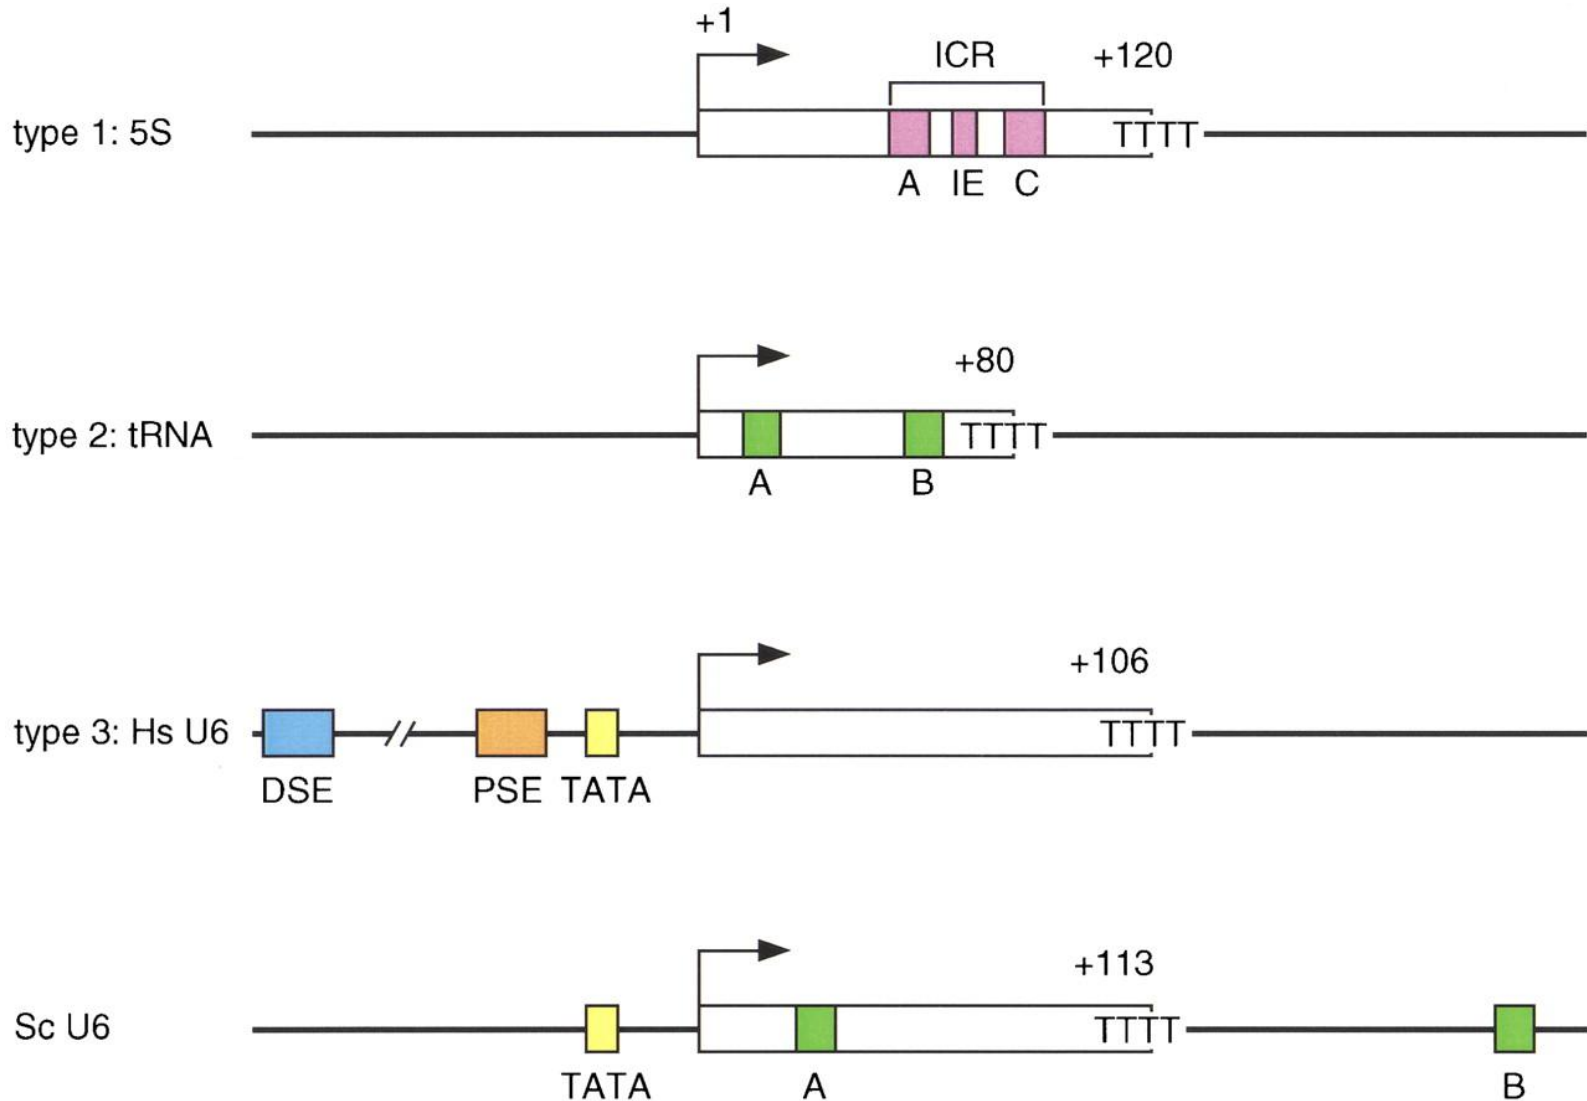 +1
ICR
+120
type 1: 5S
TTTT
A IE C
+80
type 2: tRNA
TTTT
A B
+106
type 3: Hs U6
TTTT
DSE PSE TATA
+113
Sc U6
TTTT
TATA A B